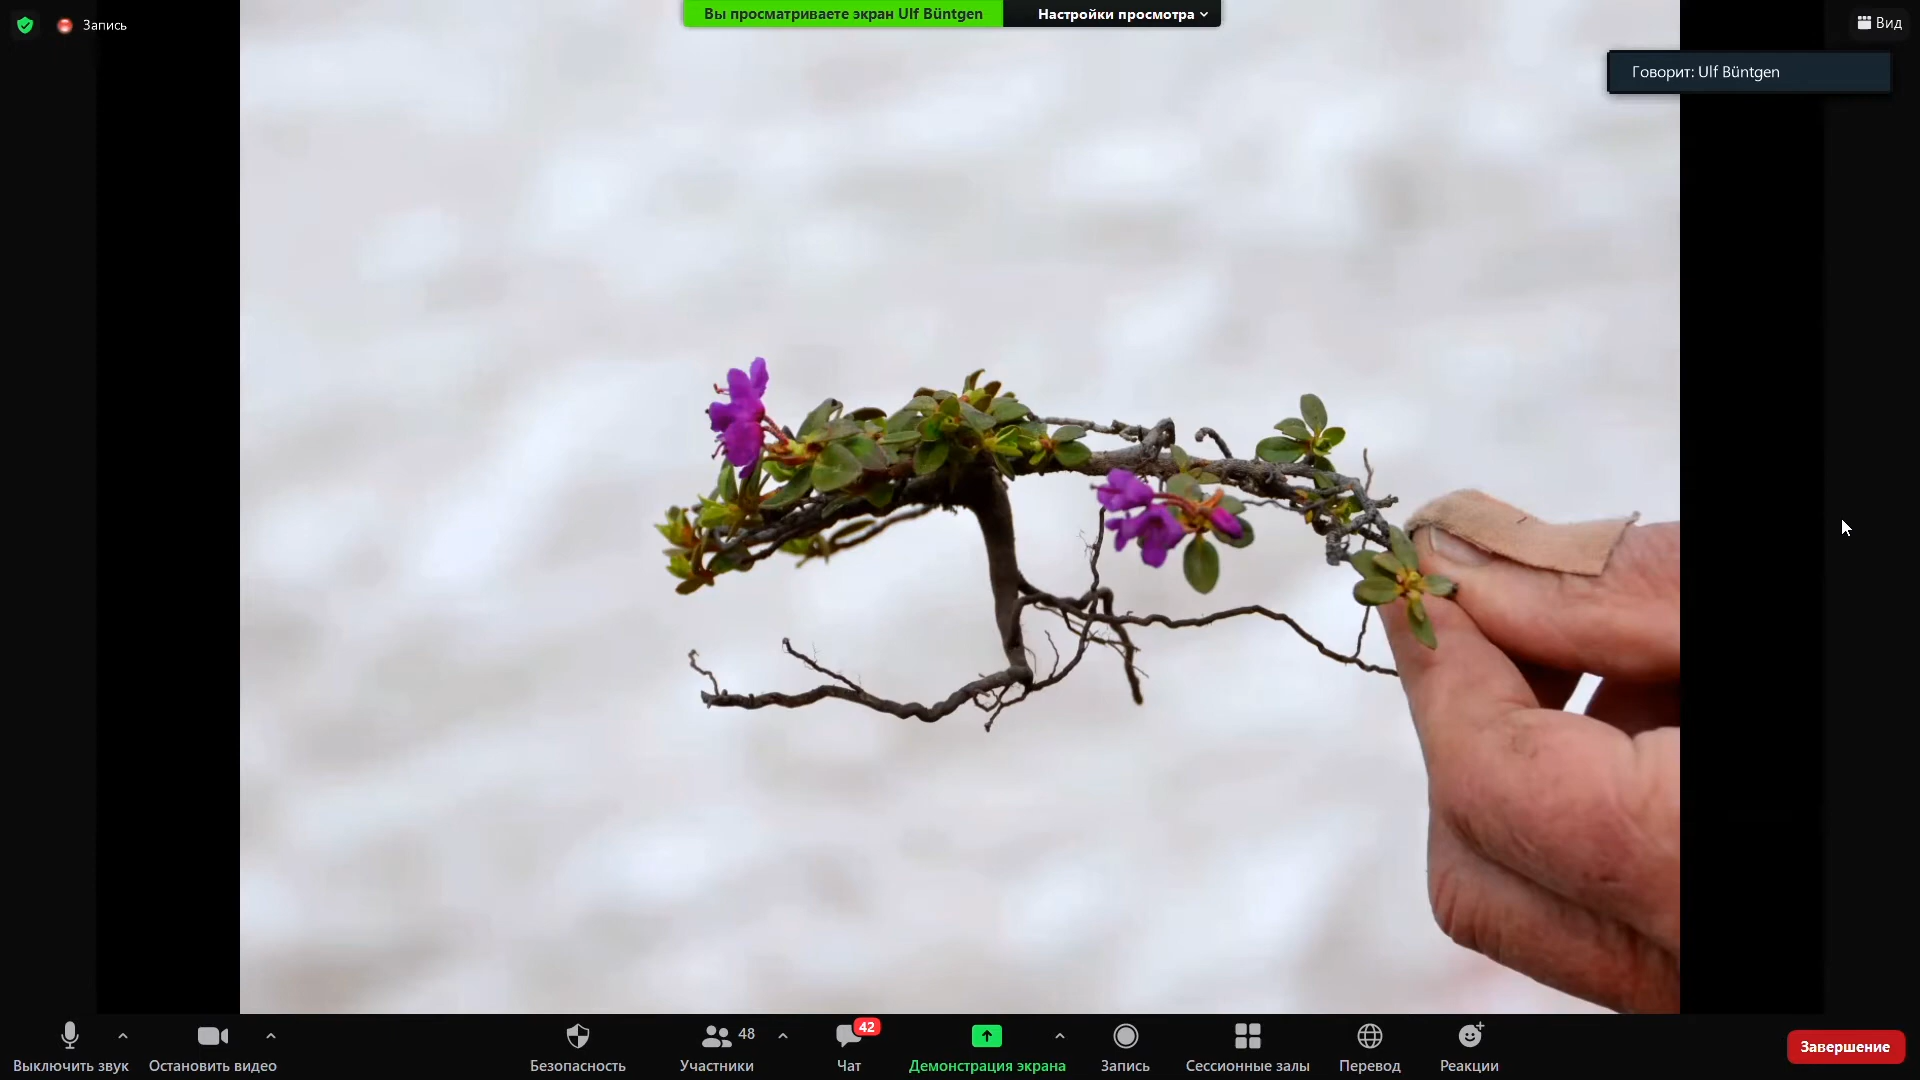 Запись
Вы просматриваете экран Ulf Büntgen
Настройки просмотра
Вид
Говорит: Ulf Büntgen
Выключить звук
Остановить видео
Безопасность
48
Участники
42
Чат
Демонстрация экрана
Запись
Сессионные залы
Перевод
Реакции
Завершение